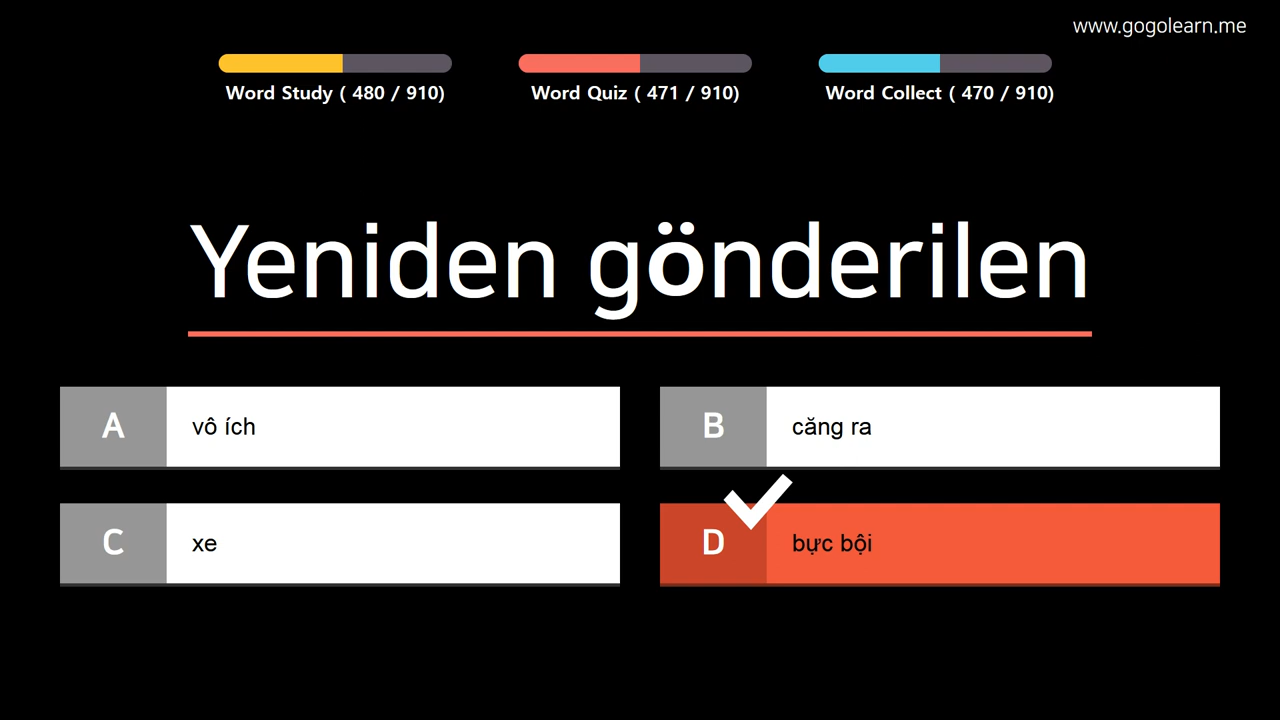 www.gogolearn.me
Word Study ( 480 / 910)
Word Quiz ( 471 / 910)
Word Collect ( 470 / 910)
Yeniden gönderilen
A
vô ích
B
căng ra
C
xe
D
bực bội